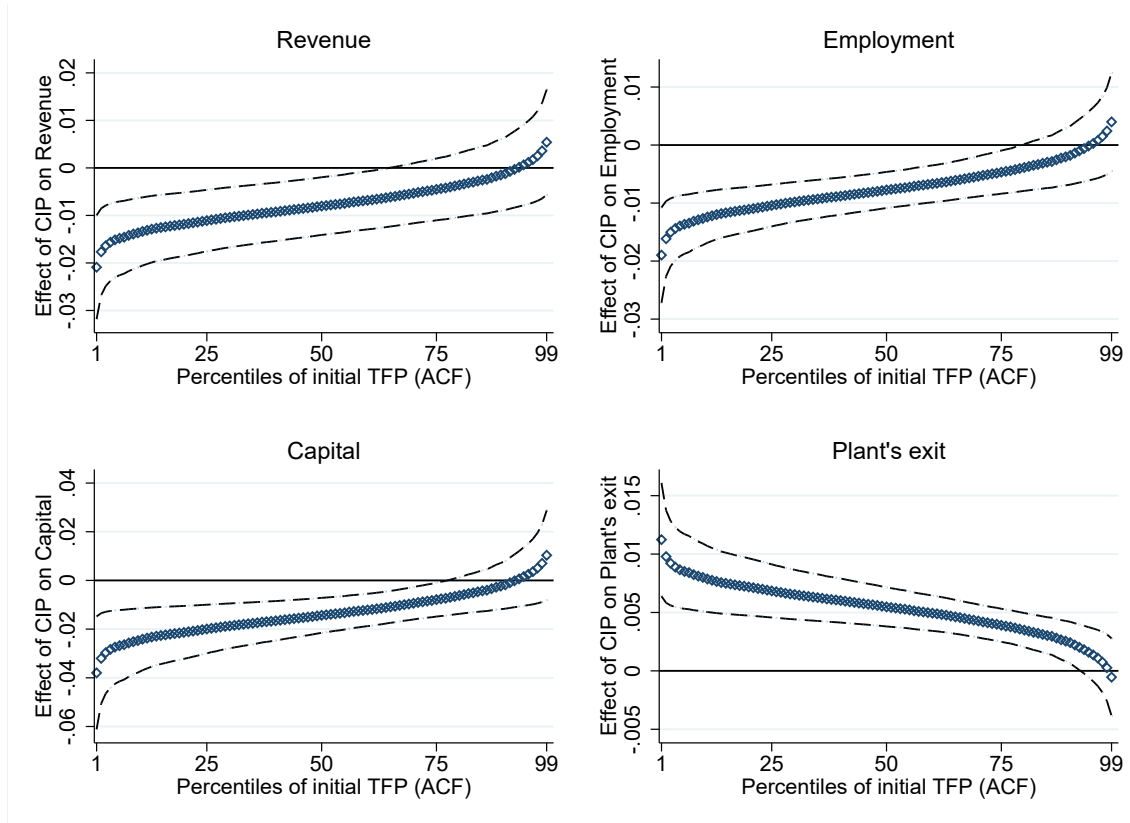 Revenue
Effect of CIP on Revenue
.02
.01
0
-.01
-.02
-.03
1 25 50 75 99
Percentiles of initial TFP (ACF)
Employment
Effect of CIP on Employment
.01
0
-.01
-.02
-.03
1 25 50 75 99
Percentiles of initial TFP (ACF)
Capital
Effect of CIP on Capital
.04
.02
0
-.02
-.04
-.06
1 25 50 75 99
Percentiles of initial TFP (ACF)
Plant's exit
Effect of CIP on Plant's exit
.015
.01
.005
0
-.005
1 25 50 75 99
Percentiles of initial TFP (ACF)